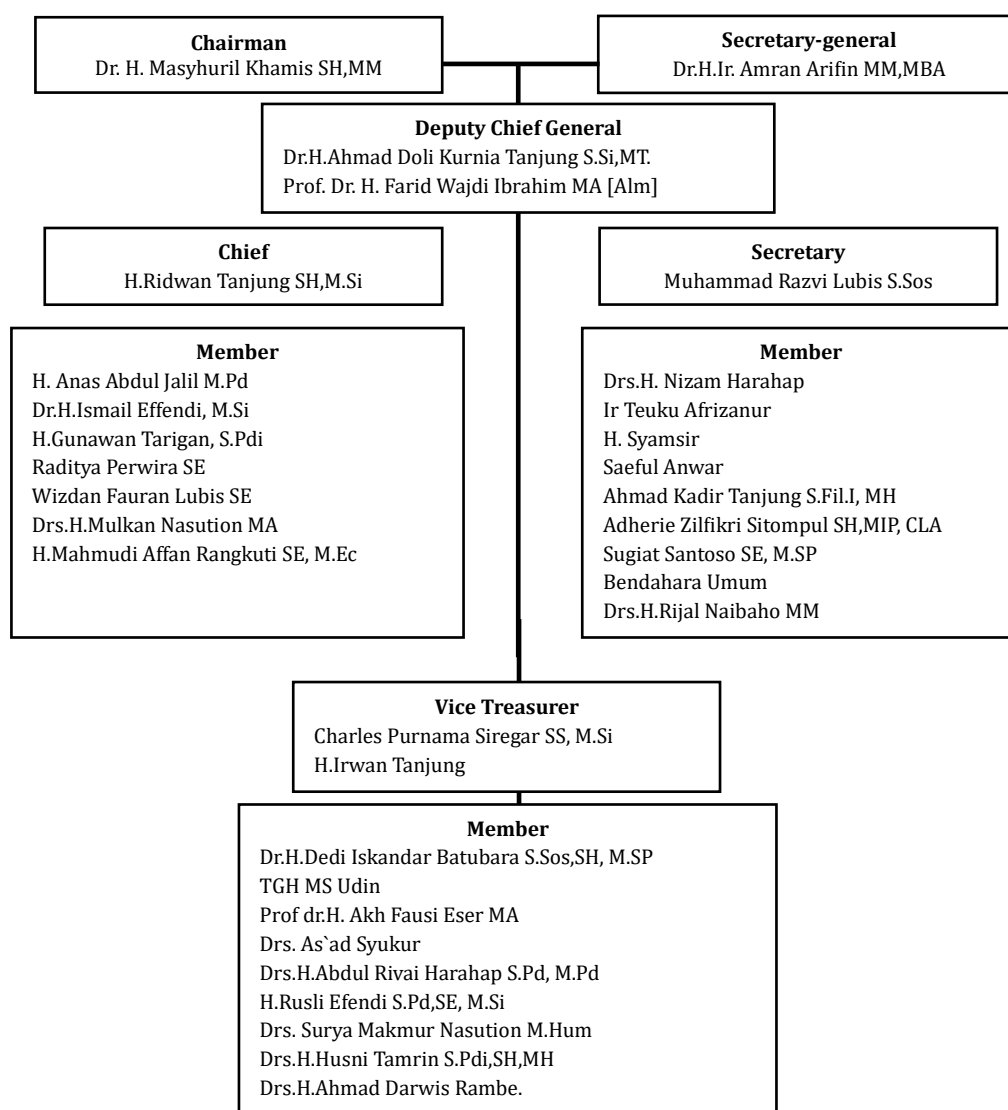 Chairman
Dr. H. Masyhuril Khamis SH,MM
Secretary-general
Dr.H.Ir. Amran Arifin MM,MBA
Deputy Chief General
Dr.H.Ahmad Doli Kurnia Tanjung S.Si,MT.
Prof. Dr. H. Farid Wajdi Ibrahim MA [Alm]
Chief
H.Ridwan Tanjung SH,M.Si
Secretary
Muhammad Razvi Lubis S.Sos
Member
H. Anas Abdul Jalil M.Pd
Dr.H.Ismail Effendi, M.Si
H.Gunawan Tarigan, S.Pdi
Raditya Perwira SE
Wizdan Fauran Lubis SE
Drs.H.Mulkan Nasution MA
H.Mahmudi Affan Rangkuti SE, M.Ec
Member
Drs.H. Nizam Harahap
Ir Teuku Afrizanur
H. Syamsir
Saeful Anwar
Ahmad Kadir Tanjung S.Fil.I, MH
Adherie Zilfikri Sitompul SH,MIP, CLA
Sugiat Santoso SE, M.SP
Bendahara Umum
Drs.H.Rijal Naibaho MM
Vice Treasurer
Charles Purnama Siregar SS, M.Si
H.Irwan Tanjung
Member
Dr.H.Dedi Iskandar Batubara S.Sos,SH, M.SP
TGH MS Udin
Prof dr.H. Akh Fausi Eser MA
Drs. As`ad Syukur
Drs.H.Abdul Rivai Harahap S.Pd, M.Pd
H.Rusli Efendi S.Pd,SE, M.Si
Drs. Surya Makmur Nasution M.Hum
Drs.H.Husni Tamrin S.Pdi,SH,MH
Drs.H.Ahmad Darwis Rambe.